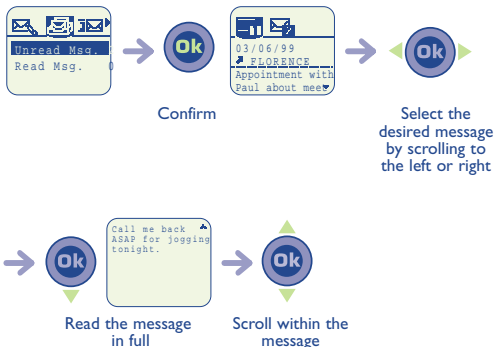 Unread Msg.
Read Msg. 0
Ok
Confirm
03/06/99
FLORENCE
Appointment with
Paul about meet
Ok
Select the
desired message
by scrolling to
the left or right
Ok
Read the message
in full
Call me back
ASAP for jogging
tonight.
Ok
Scroll within the
message